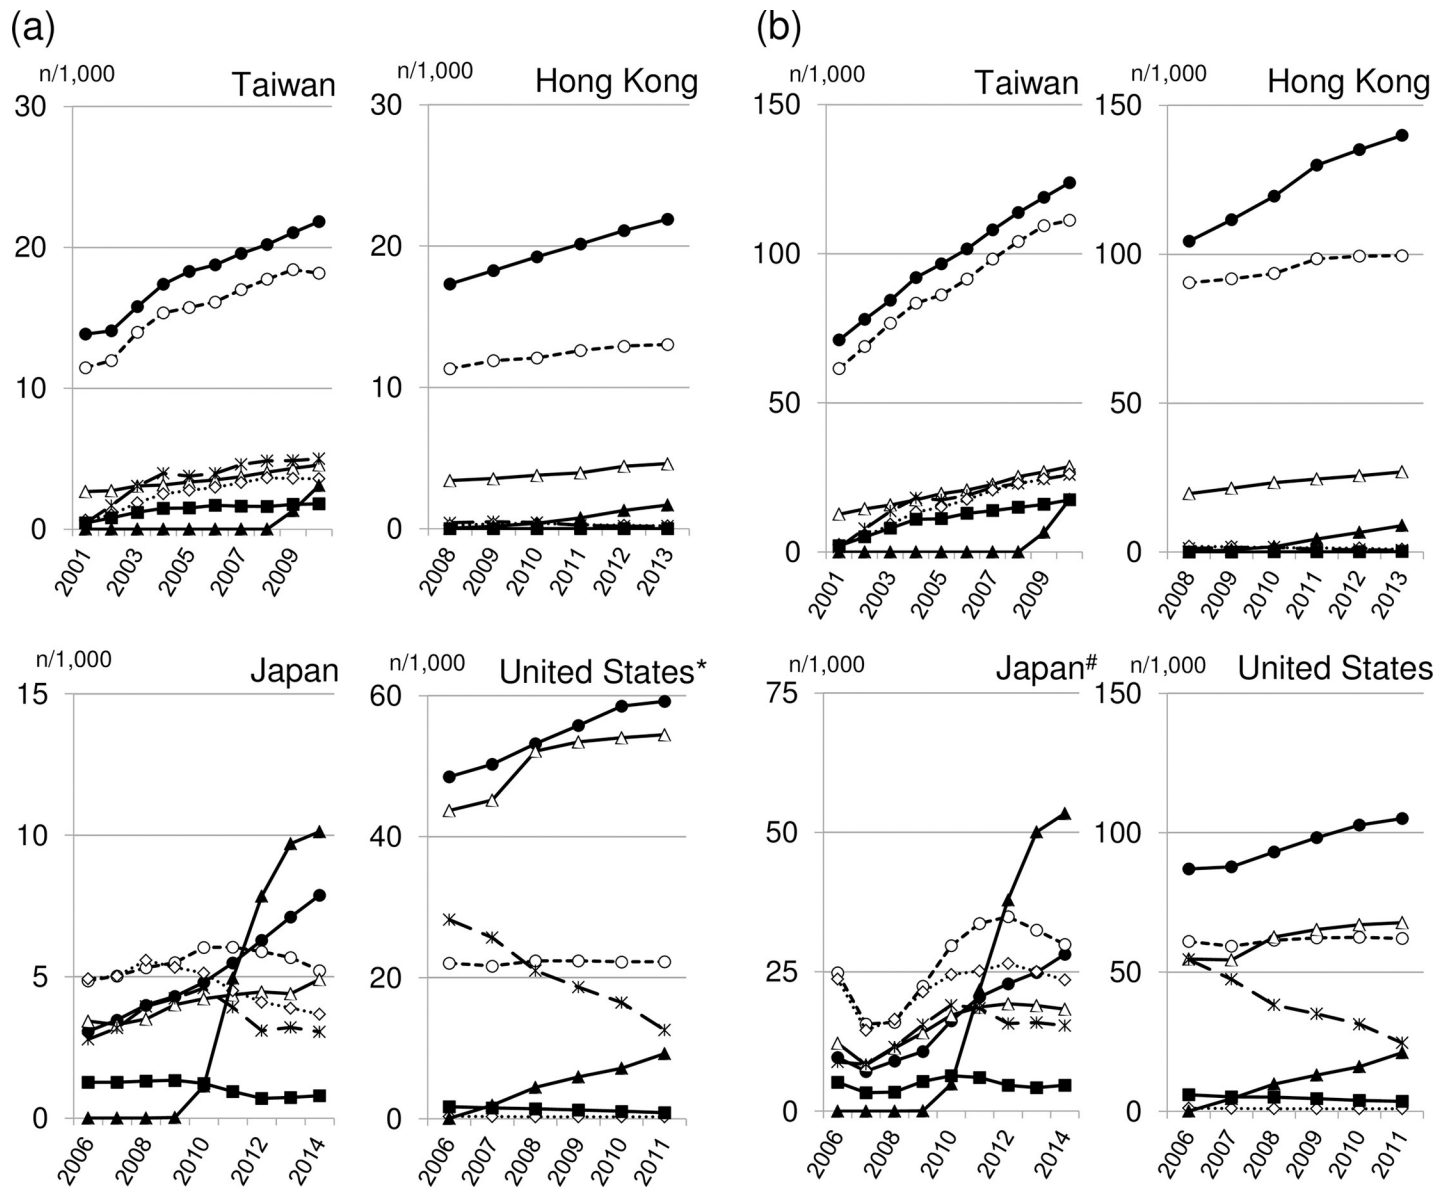 (a)
(b)
n/1,000 Taiwan
30
20
10
0
2001 2003 2005 2007 2009
n/1,000 Hong Kong
30
20
10
0
2008 2009 2010 2011 2012 2013
n/1,000 Taiwan
150
100
50
0
2001 2003 2005 2007 2009
n/1,000 Hong Kong
150
100
50
0
2008 2009 2010 2011 2012 2013
n/1,000 Japan
15
10
5
0
2006 2008 2010 2012 2014
n/1,000 United States*
60
40
20
0
2006 2007 2008 2009 2010 2011
n/1,000 Japan#
75
50
25
0
2006 2008 2010 2012 2014
n/1,000 United States
150
100
50
0
2006 2007 2008 2009 2010 2011